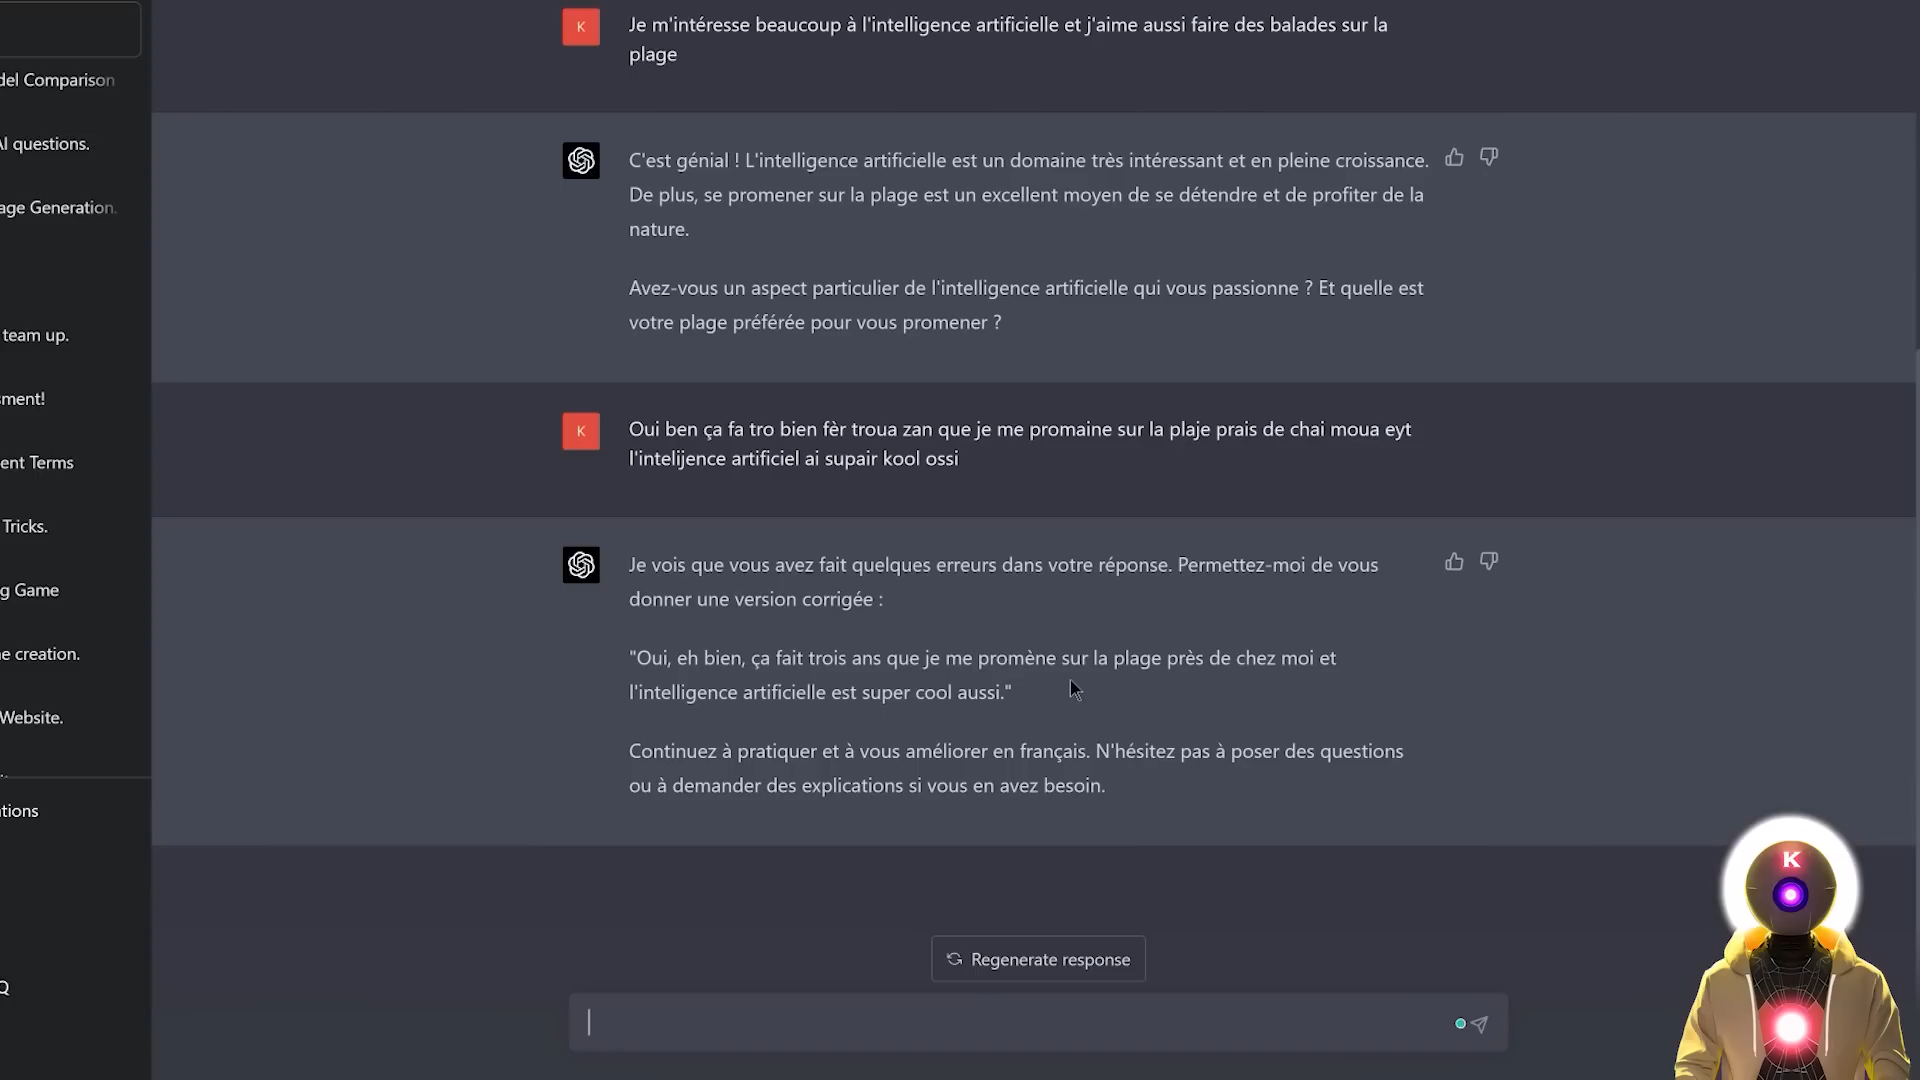 del Comparison
AI questions.
age Generation.
team up.
sment!
ent Terms
Tricks.
g Game
e creation.
Website.
tions
Q
K
Je m'intéresse beaucoup à l'intelligence artificielle et j'aime aussi faire des balades sur la
plage
C'est génial ! L'intelligence artificielle est un domaine très intéressant et en pleine croissance.
De plus, se promener sur la plage est un excellent moyen de se détendre et de profiter de la
nature.
Avez-vous un aspect particulier de l'intelligence artificielle qui vous passionne ? Et quelle est
votre plage préférée pour vous promener ?
K
Oui ben ça fa tro bien fèr troua zan que je me promaine sur la plaje prais de chai moua eyt
l'intelijence artificiel ai supair kool ossi
Je vois que vous avez fait quelques erreurs dans votre réponse. Permettez-moi de vous
donner une version corrigée :
"Oui, eh bien, ça fait trois ans que je me promène sur la plage près de chez moi et
l'intelligence artificielle est super cool aussi."
Continuez à pratiquer et à vous améliorer en français. N'hésitez pas à poser des questions
ou à demander des explications si vous en avez besoin.
Regenerate response
K